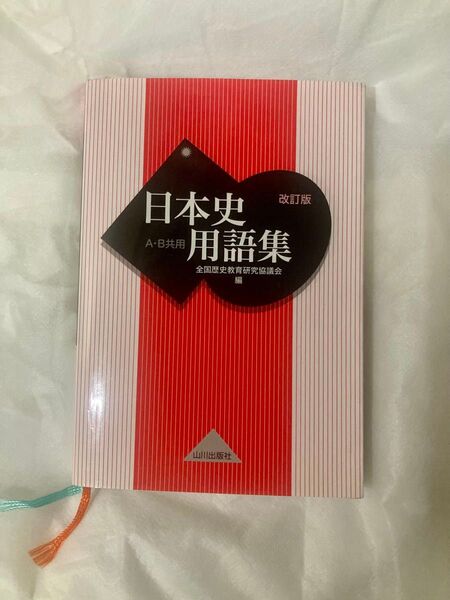 改訂版
日本史
A・B共用
用語集
全国歴史教育研究協議会
編
山川出版社